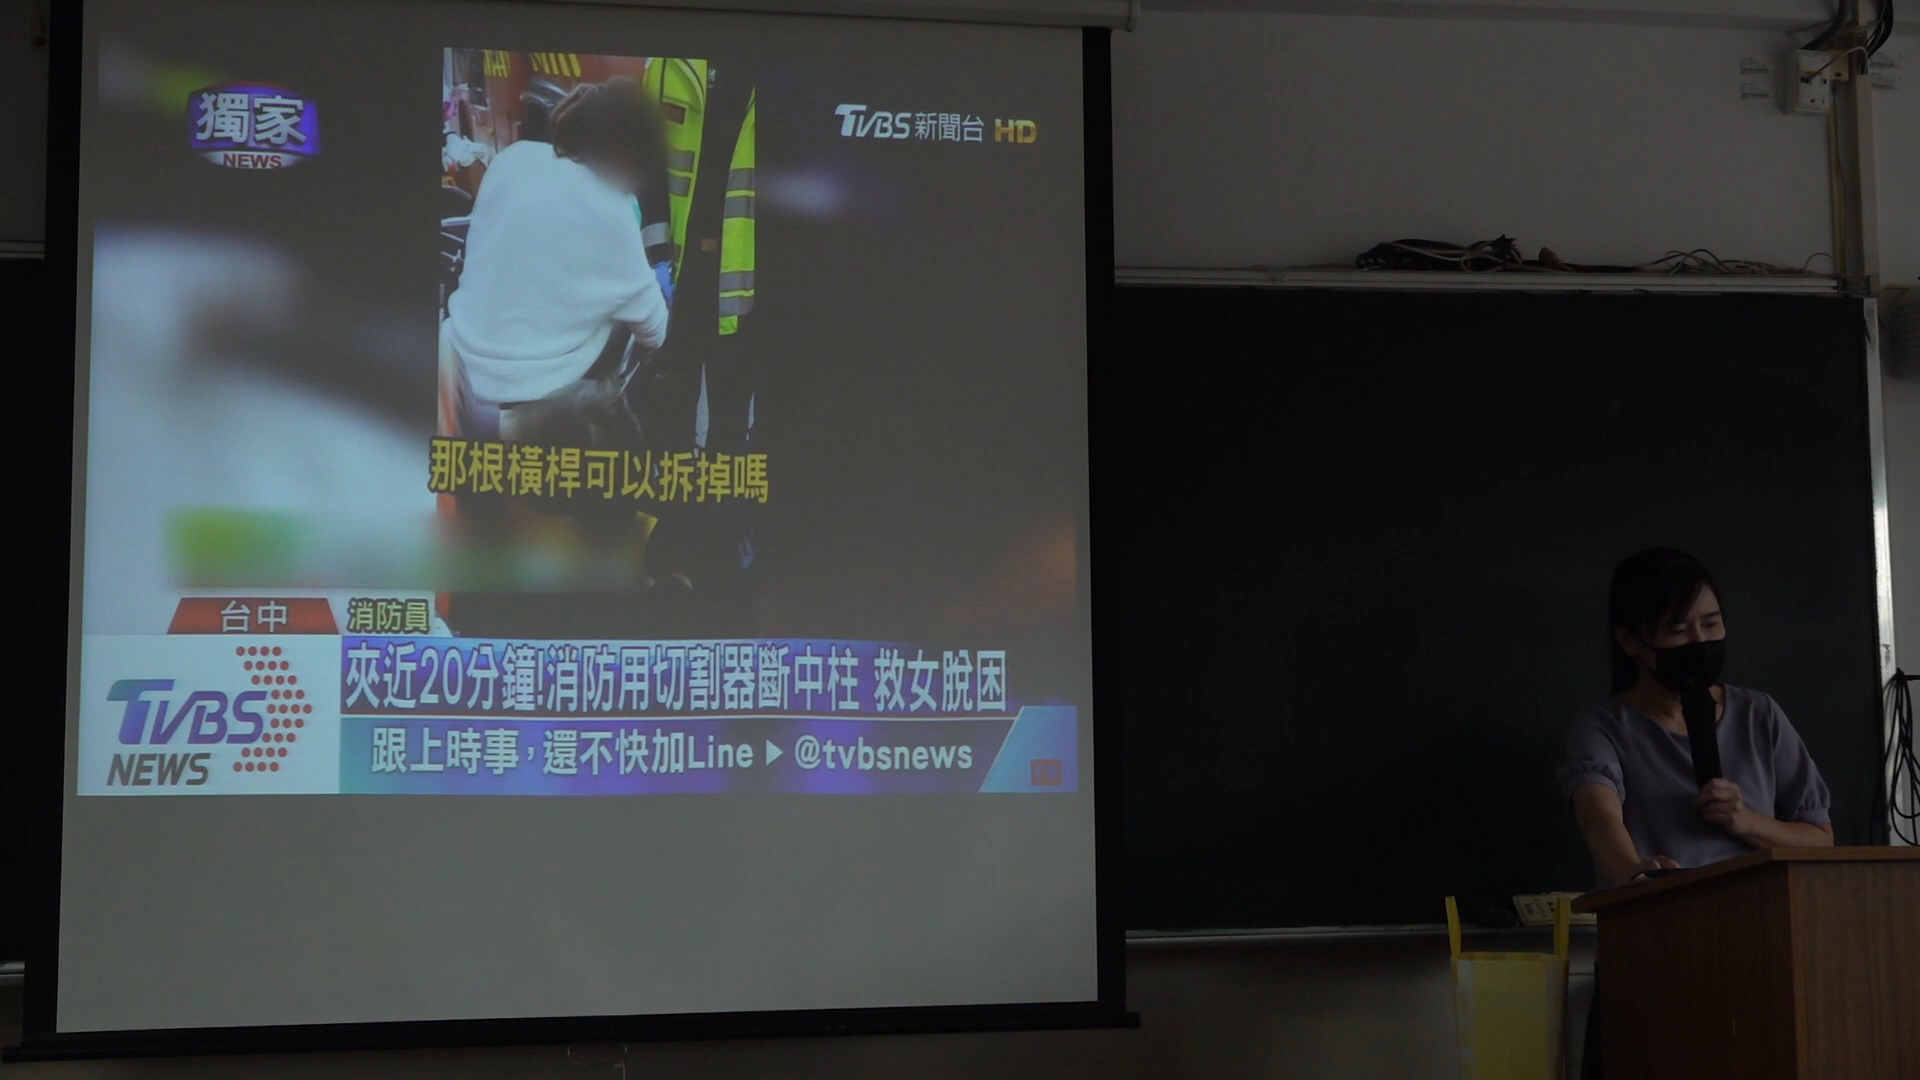 獨家
NEWS
TVBS新聞台 HD
那根橫桿可以拆掉嗎
台中
消防員
夾近20分鐘!消防用切割器斷中柱 救女脫困
TVBS
NEWS
跟上時事，還不快加Line▶@tvbsnews